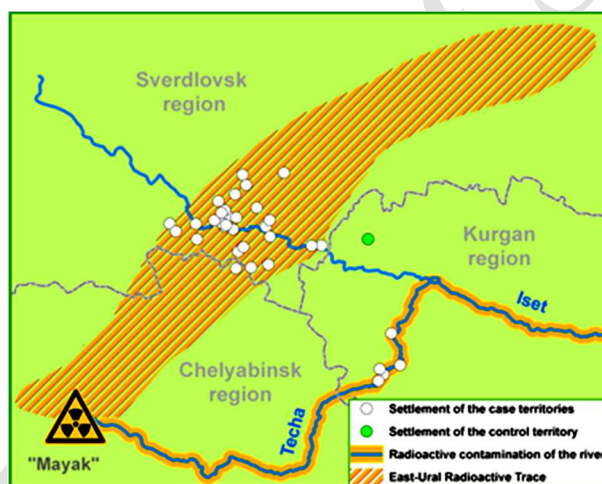 Sverdlovsk
region
Kurgan
region
Iset
Chelyabinsk
region
Techa
"Mayak"
Settlement of the case territories
Settlement of the control territory
Radioactive contamination of the river
East-Ural Radioactive Trace